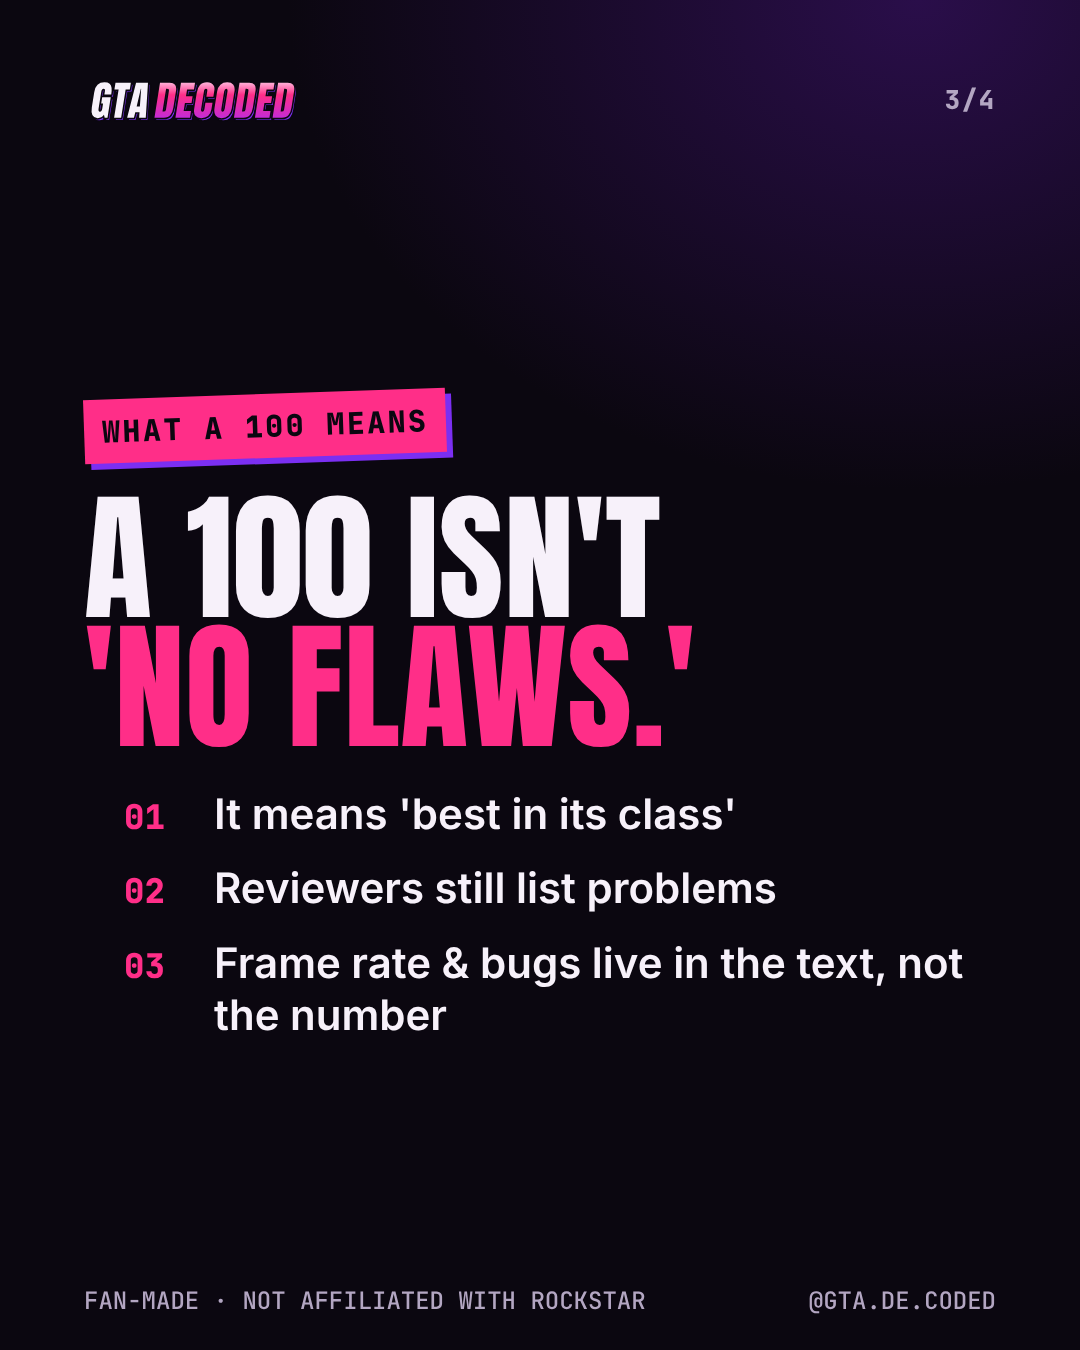 GTA DECODED
3/4
WHAT A 100 MEANS
A 100 ISN'T
'NO FLAWS.'
01 It means 'best in its class'
02 Reviewers still list problems
03 Frame rate & bugs live in the text, not
the number
FAN-MADE · NOT AFFILIATED WITH ROCKSTAR
@GTA.DE.CODED